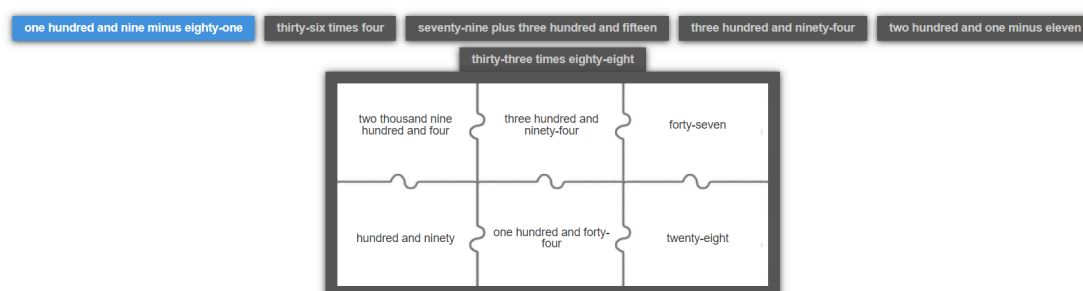 one hundred and nine minus eighty-one
thirty-six times four
seventy-nine plus three hundred and fifteen
three hundred and ninety-four
two hundred and one minus eleven
thirty-three times eighty-eight
two thousand nine
hundred and four
three hundred and
ninety-four
forty-seven
hundred and ninety
one hundred and forty-
four
twenty-eight